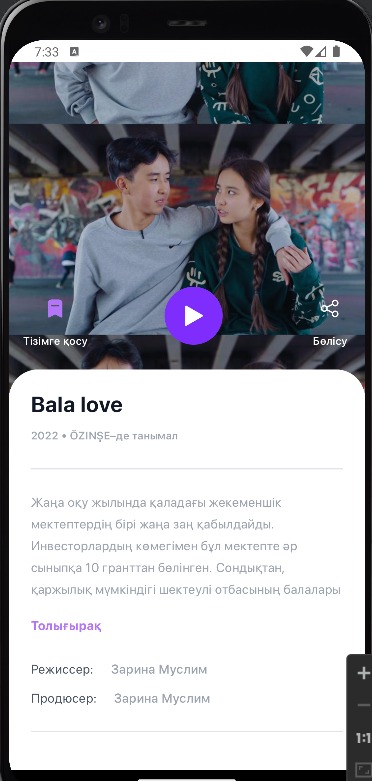 7:33
A
Тізімге қосу
Бөлісу
Bala love
2022 • ÖZINŞE–де танымал
Жаңа оқу жылында қаладағы жекеменшік
мектептердің бірі жаңа заң қабылдайды.
Инвесторлардың көмегімен бұл мектепте әр
сыныпқа 10 гранттан бөлінген. Сондықтан,
қаржылық мүмкіндігі шектеулі отбасының балалары
Толығырақ
Режиссер: Зарина Муслим
Продюсер: Зарина Муслим
1:1